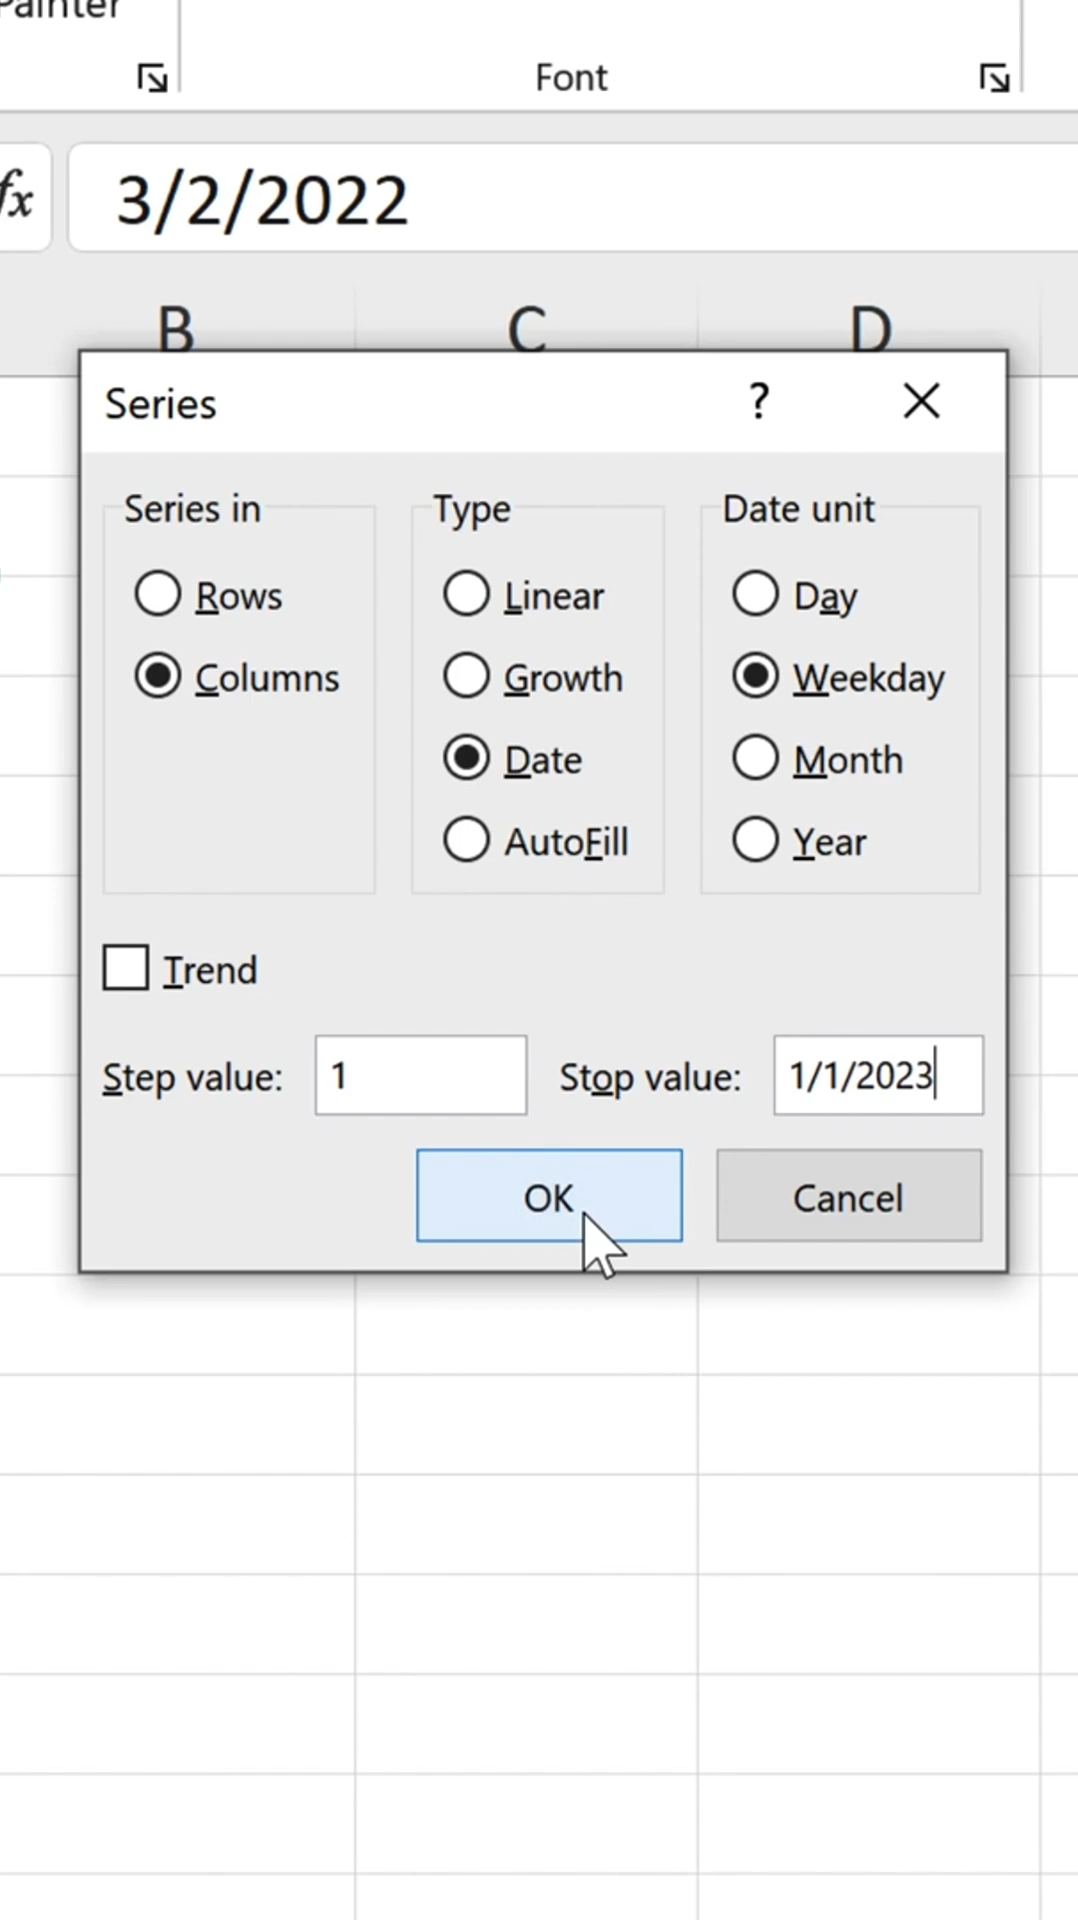 Painter
Font
fx 3/2/2022
B C D
Series ?
Series in Type Date unit
Rows Linear Day
Columns Growth Weekday
Date Month
AutoFill Year
Trend
Step value: 1 Stop value: 1/1/2023
OK Cancel